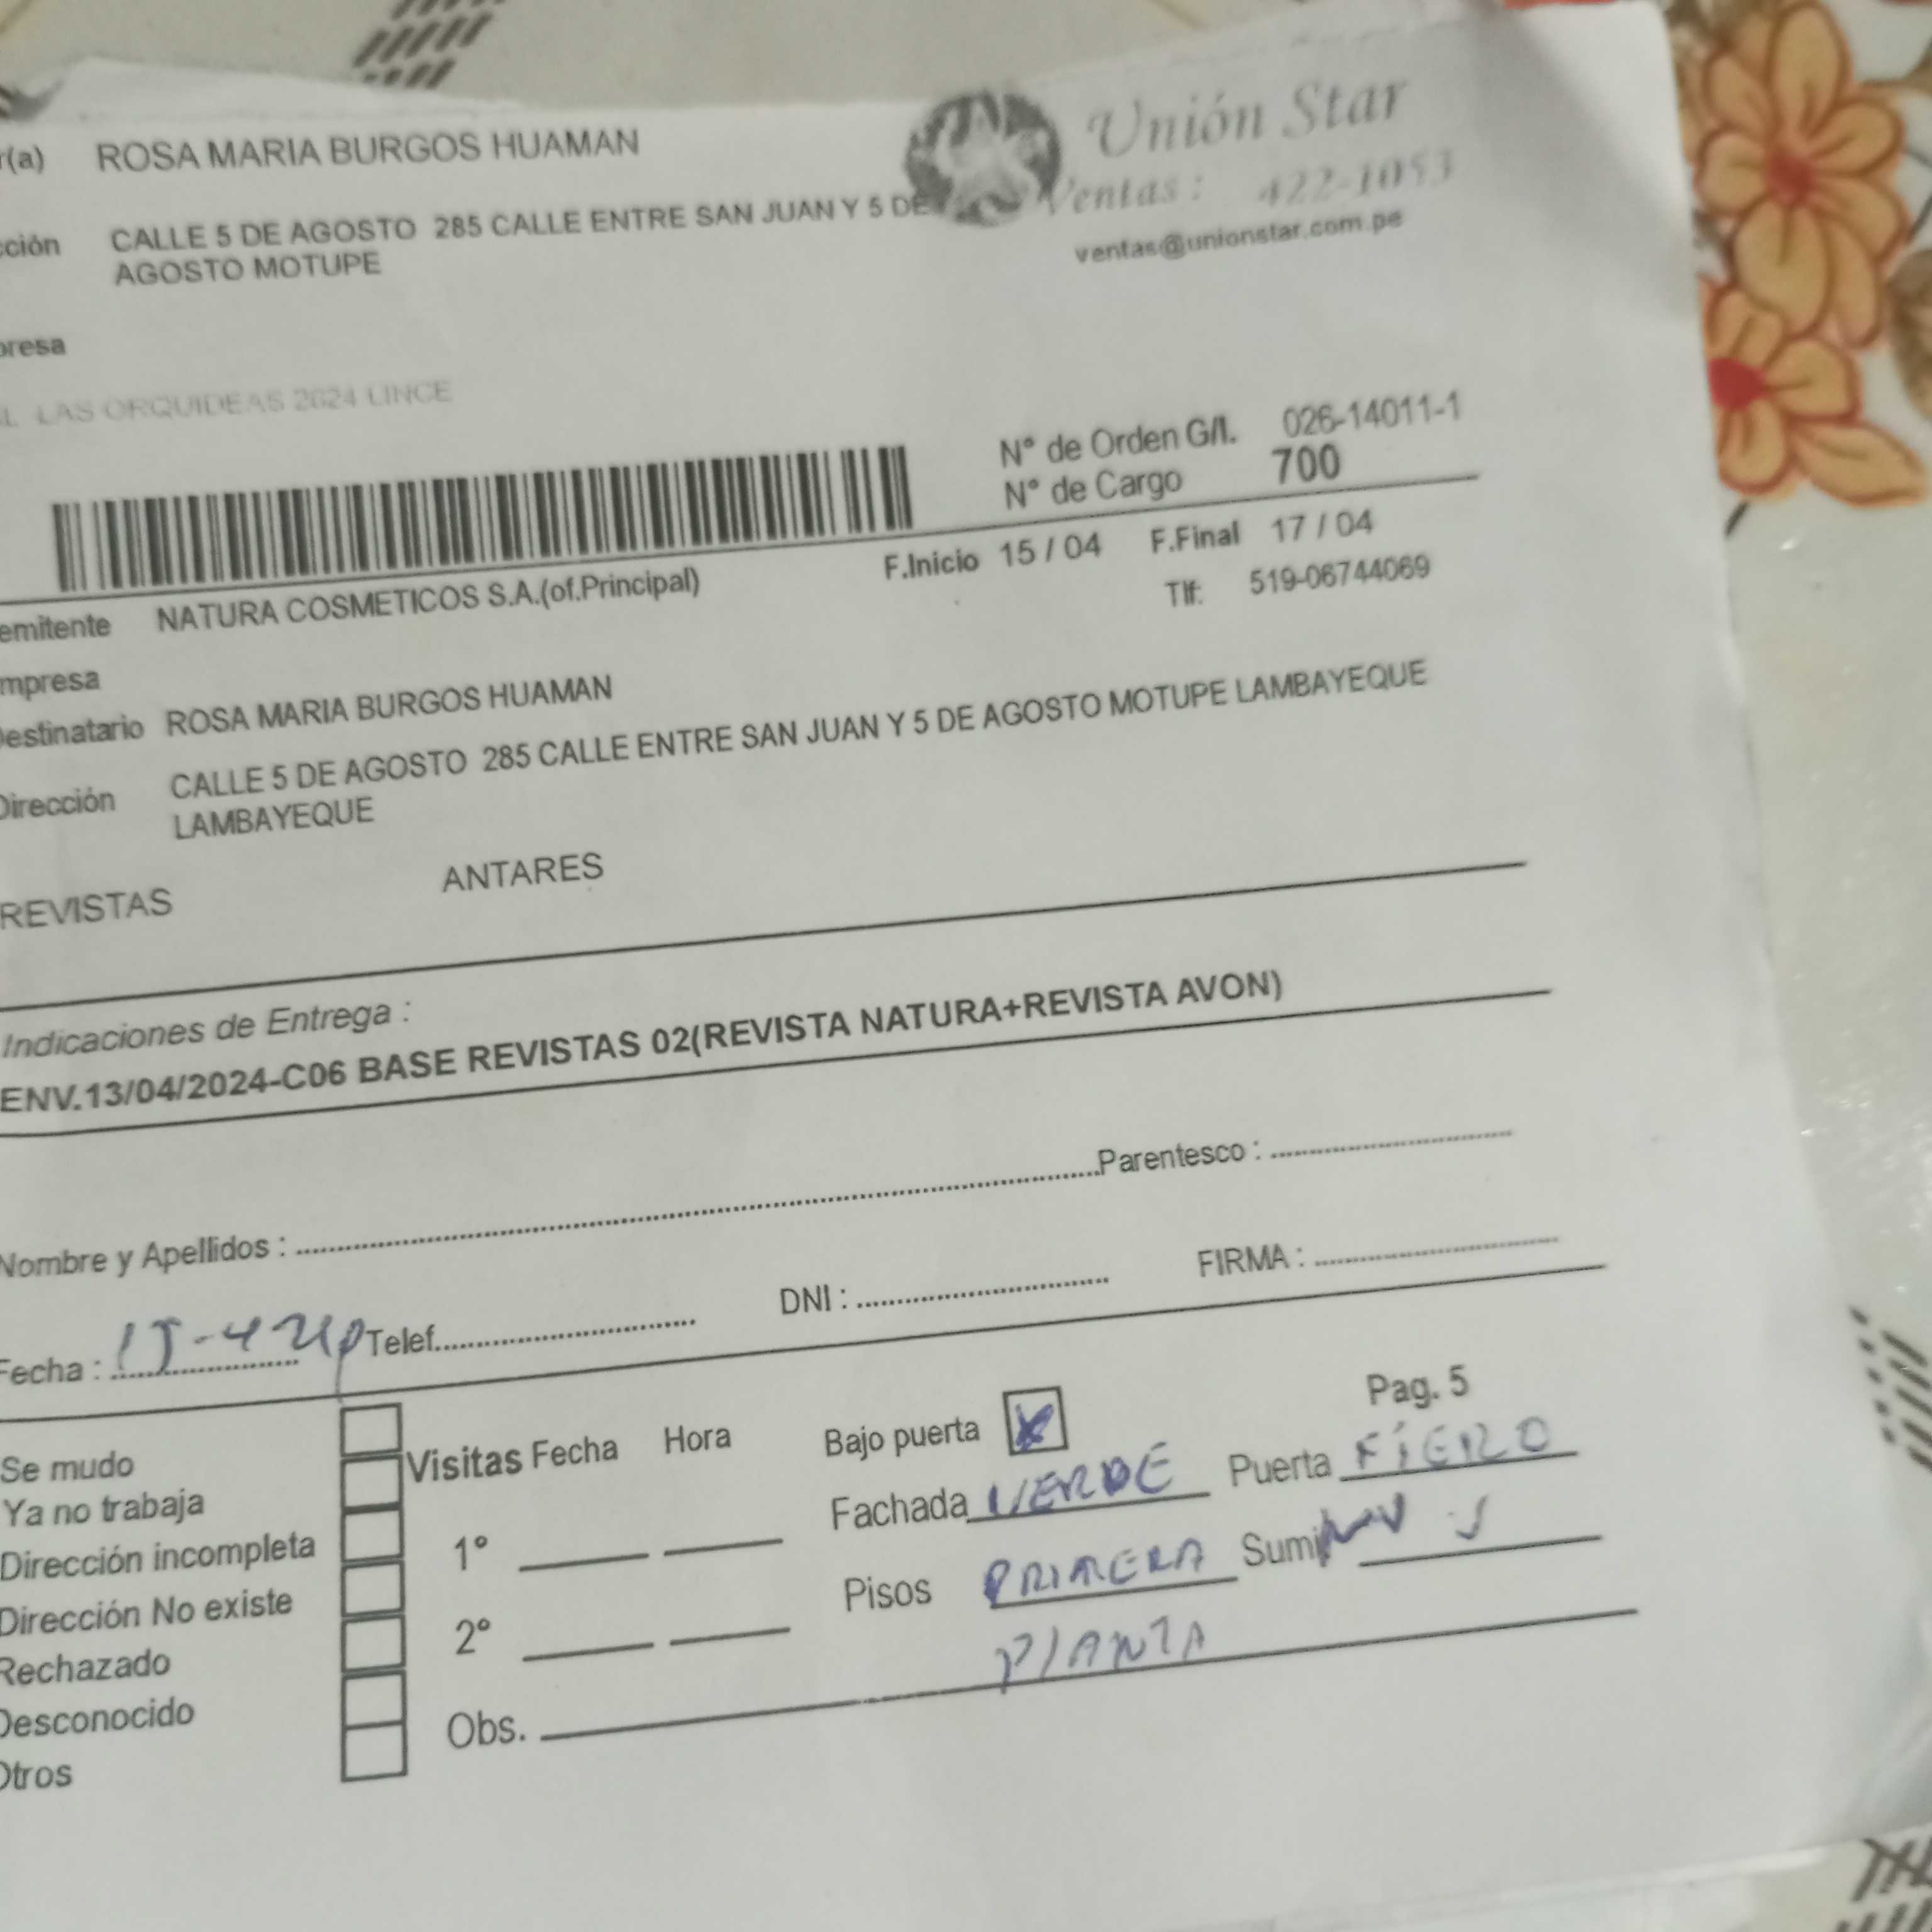 r(a) ROSA MARIA BURGOS HUAMAN
Unión Star
Ventas : 422-1053
ventas@unionstar.com.pe
cción CALLE 5 DE AGOSTO 285 CALLE ENTRE SAN JUAN Y 5 DE
AGOSTO MOTUPE
presa
AL LAS ORQUIDEAS 2624 LINCE
N° de Orden G/I. 026-14011-1
N° de Cargo 700
F.Inicio 15 / 04 F.Final 17 / 04
emitente NATURA COSMETICOS S.A.(of.Principal) Tlf: 519-06744069
mpresa
Destinatario ROSA MARIA BURGOS HUAMAN
Dirección CALLE 5 DE AGOSTO 285 CALLE ENTRE SAN JUAN Y 5 DE AGOSTO MOTUPE LAMBAYEQUE
LAMBAYEQUE
REVISTAS ANTARES
Indicaciones de Entrega :
ENV.13/04/2024-C06 BASE REVISTAS 02(REVISTA NATURA+REVISTA AVON)
Nombre y Apellidos : Parentesco :
Fecha : Telef. DNI : FIRMA :
Pag. 5
Se mudo Visitas Fecha Hora Bajo puerta
Ya no trabaja Fachada VERDE Puerta FÍERO
Dirección incompleta 1°
Dirección No existe Pisos PRIMERA Sumi
Rechazado 2° PLANTA
Desconocido Obs.
Otros